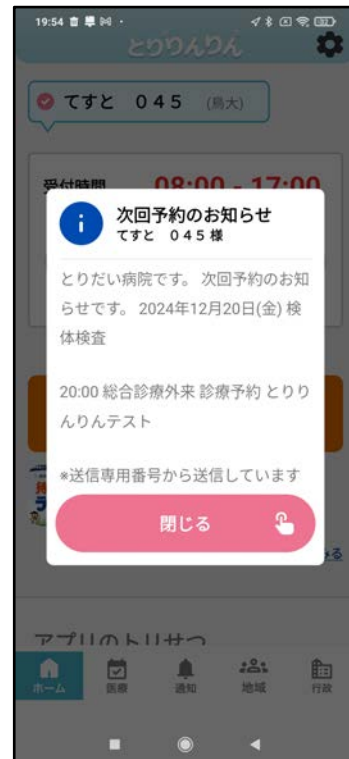 19:54
とりりんりん
てすと 045 (鳥大)
受付時間 08:00 - 17:00
次回予約のお知らせ
てすと 045 様
とりだい病院です。 次回予約のお知
らせです。 2024年12月20日(金) 検
体検査
20:00 総合診療外来 診療予約 とりり
んりんテスト
※送信専用番号から送信しています
閉じる
アプリのトリセツ
ホーム
医療
通知
地域
行政